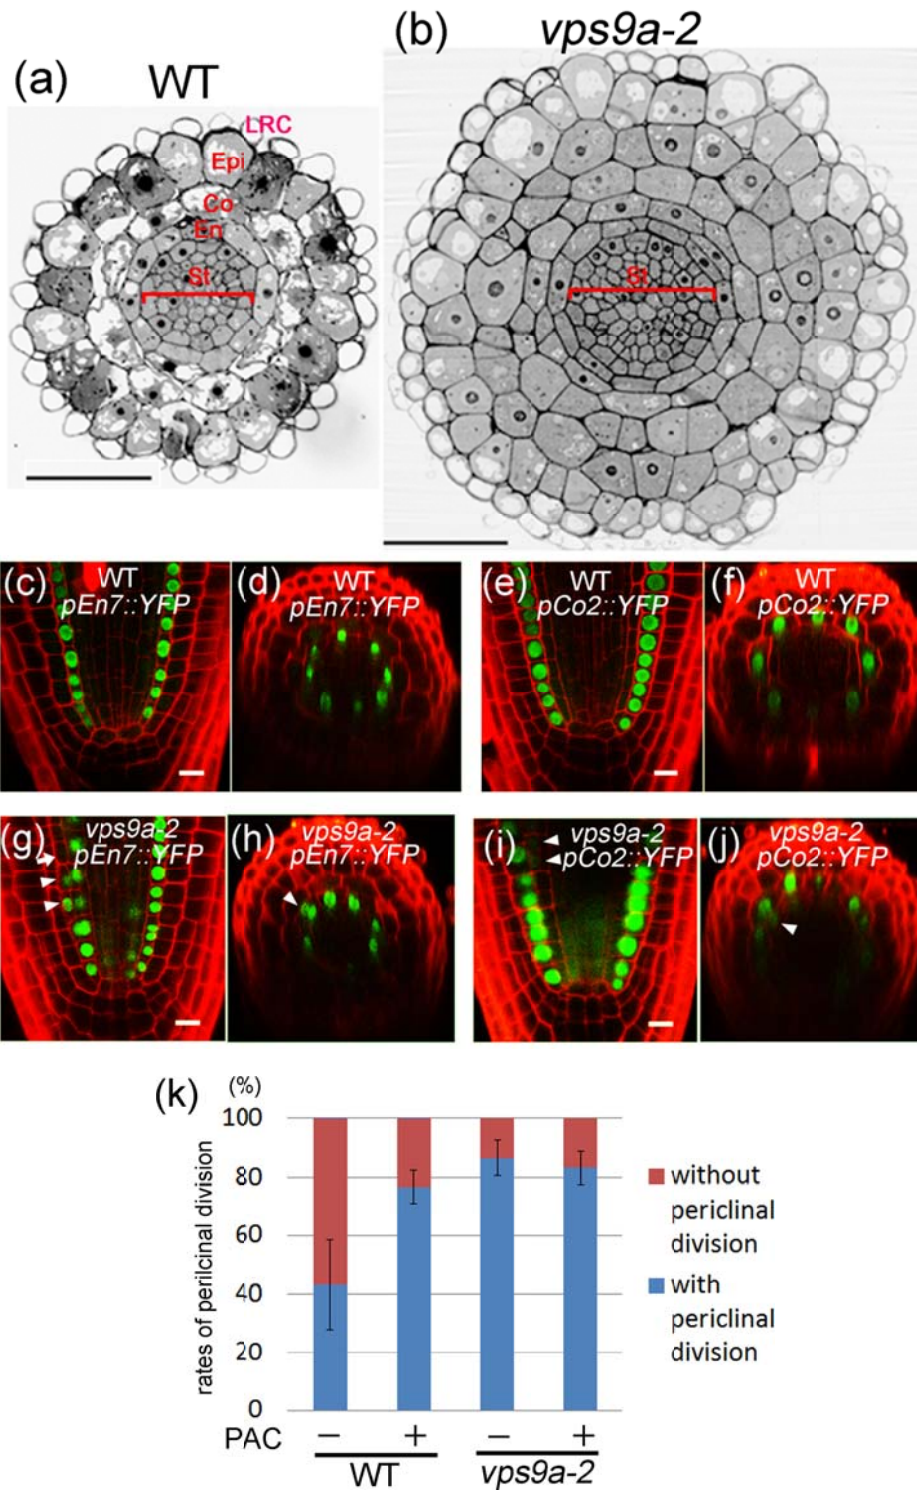 (a) WT
(b) vps9a-2
LRC
Epi
Co
En
St
St
(c) WT
pEn7::YFP
(d) WT
pEn7::YFP
(e) WT
pCo2::YFP
(f) WT
pCo2::YFP
(g) vps9a-2
pEn7::YFP
(h) vps9a-2
pEn7::YFP
(i) vps9a-2
pCo2::YFP
(j) vps9a-2
pCo2::YFP
(k)
(%)
rates of perilcinal division
100
80
60
40
20
0
without
periclinal
division
with
periclinal
division
PAC − + − +
WT vps9a-2